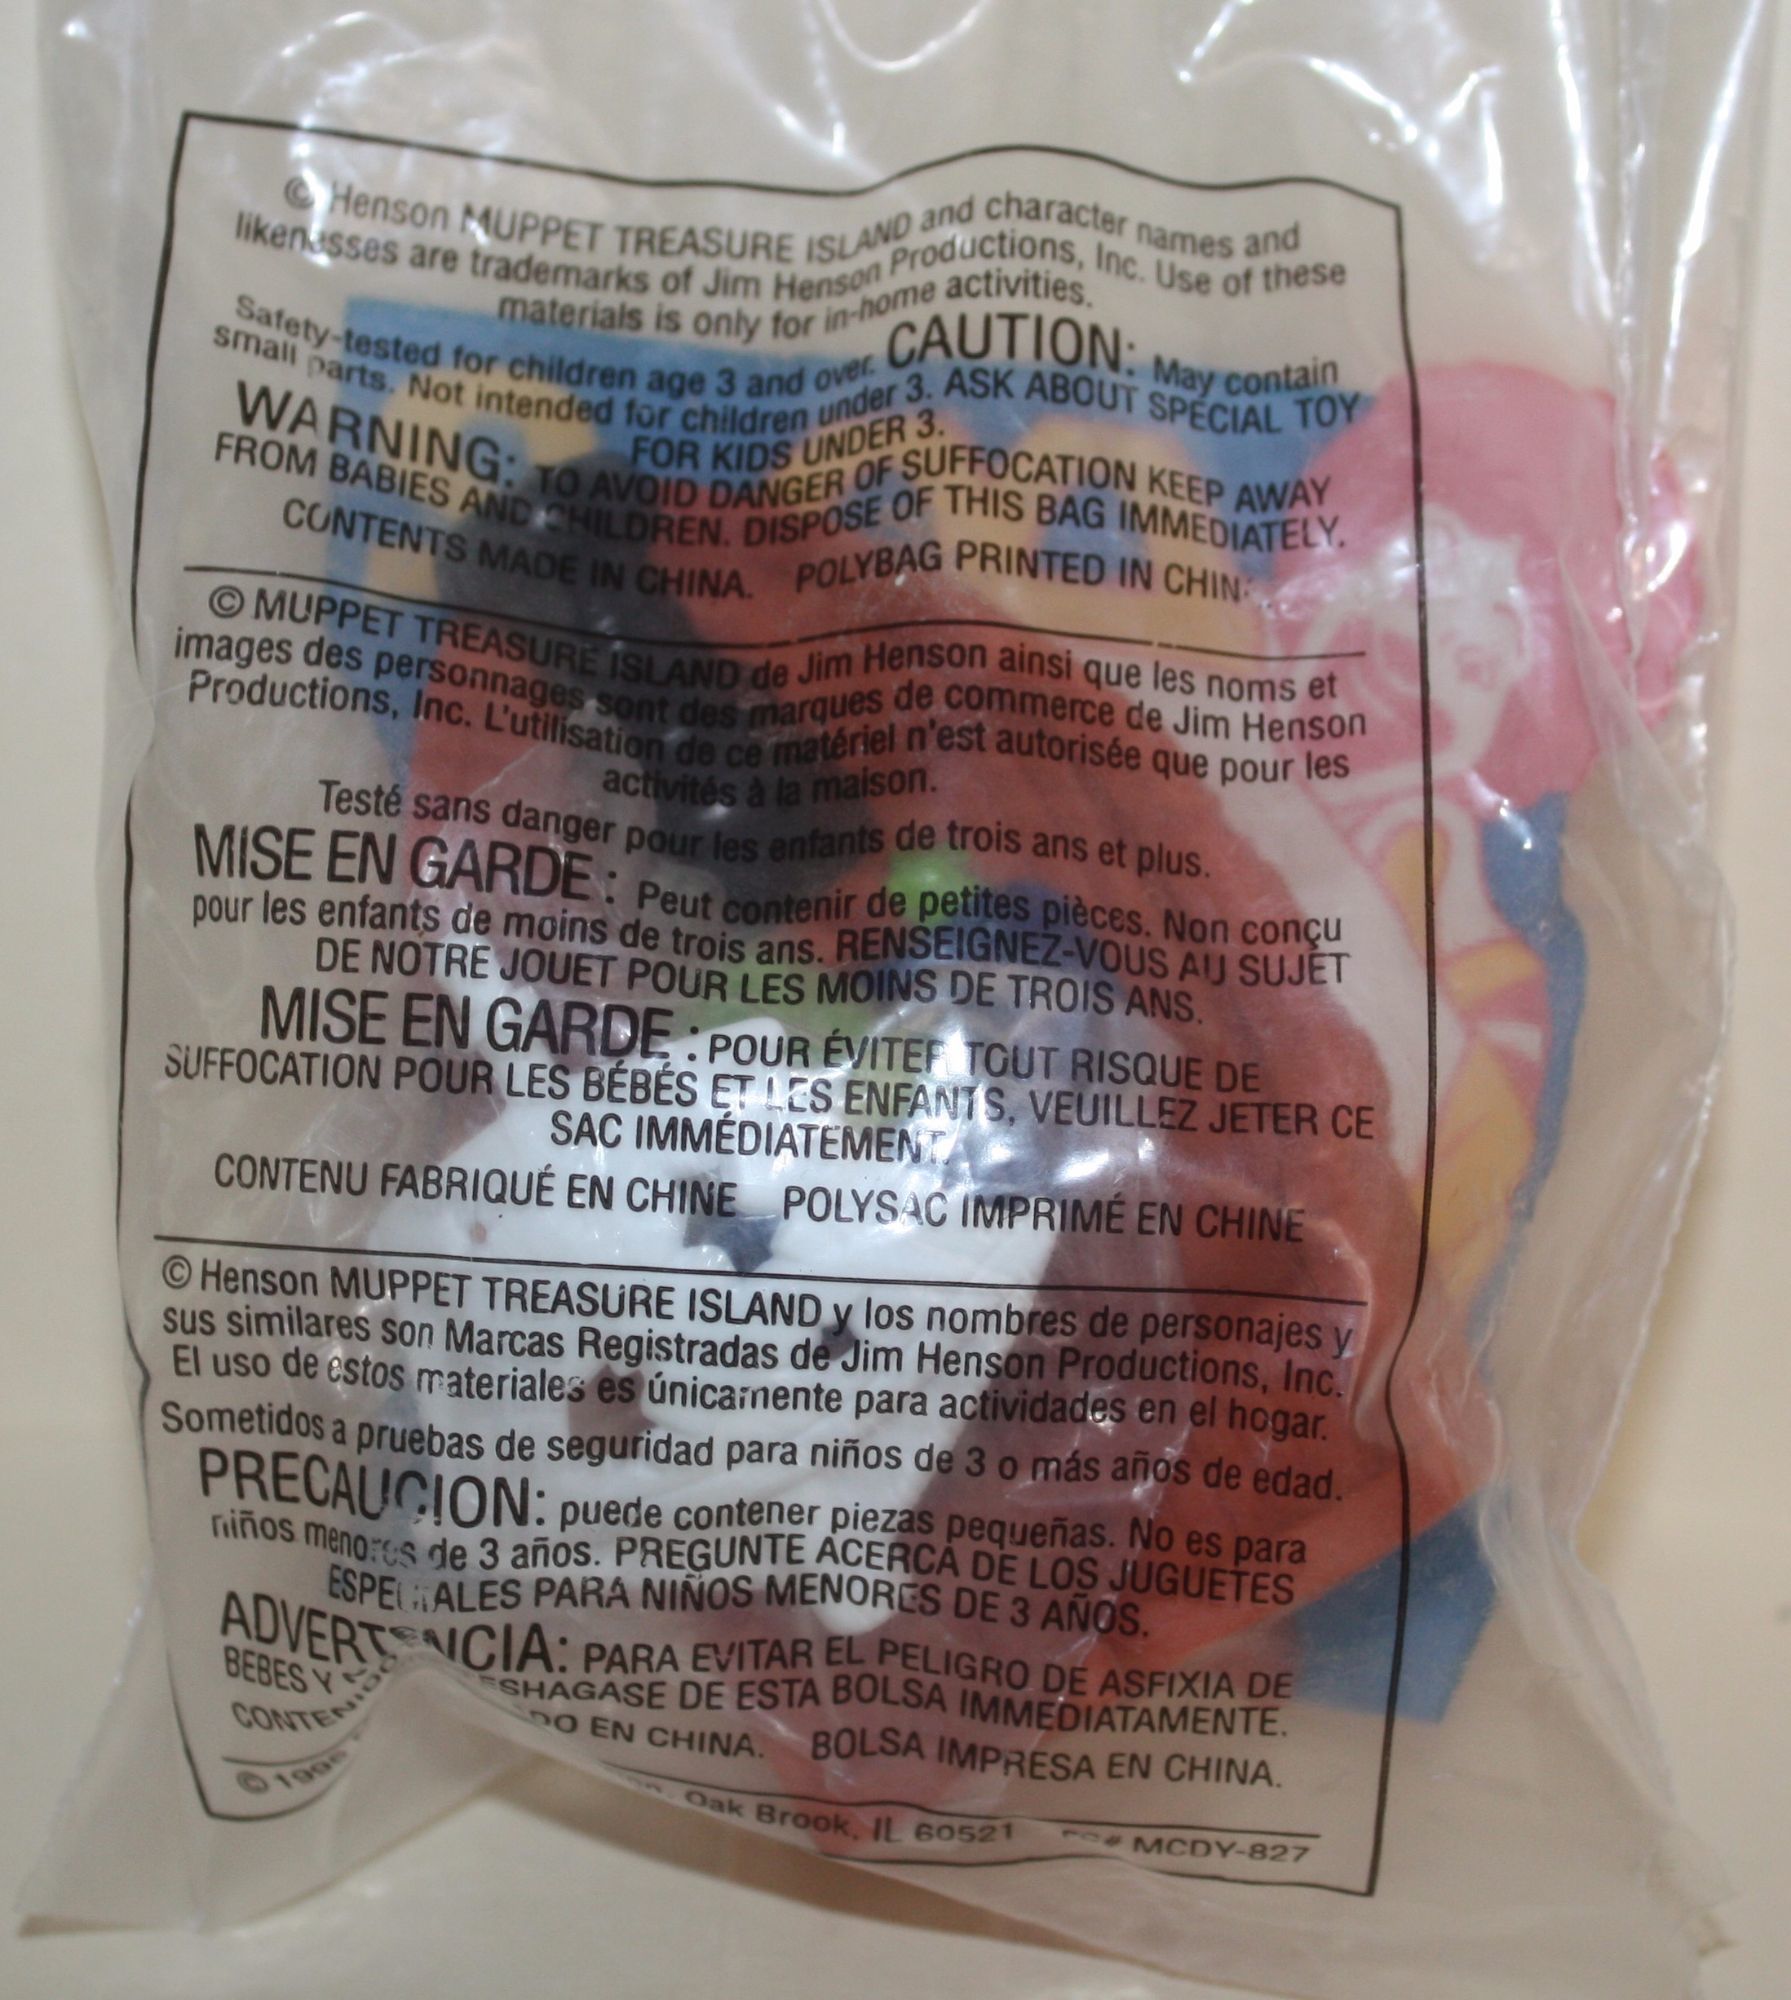 © Henson MUPPET TREASURE ISLAND and character names and
likenesses are trademarks of Jim Henson Productions, Inc. Use of these
materials is only for in-home activities.
Safety-tested for children age 3 and over. CAUTION: May contain
small parts. Not intended for children under 3. ASK ABOUT SPECIAL TOY
FOR KIDS UNDER 3.
WARNING: TO AVOID DANGER OF SUFFOCATION KEEP AWAY
FROM BABIES AND CHILDREN. DISPOSE OF THIS BAG IMMEDIATELY.
CONTENTS MADE IN CHINA. POLYBAG PRINTED IN CHIN
© MUPPET TREASURE ISLAND de Jim Henson ainsi que les noms et
images des personnages sont des marques de commerce de Jim Henson
Productions, Inc. L'utilisation de ce matériel n'est autorisée que pour les
activités à la maison.
Testé sans danger pour les enfants de trois ans et plus.
MISE EN GARDE : Peut contenir de petites pièces. Non conçu
pour les enfants de moins de trois ans. RENSEIGNEZ-VOUS AU SUJET
DE NOTRE JOUET POUR LES MOINS DE TROIS ANS.
MISE EN GARDE : POUR ÉVITER TOUT RISQUE DE
SUFFOCATION POUR LES BÉBÉS ET LES ENFANTS, VEUILLEZ JETER CE
SAC IMMÉDIATEMENT.
CONTENU FABRIQUÉ EN CHINE POLYSAC IMPRIMÉ EN CHINE
© Henson MUPPET TREASURE ISLAND y los nombres de personajes y
sus similares son Marcas Registradas de Jim Henson Productions, Inc.
El uso de estos materiales es únicamente para actividades en el hogar.
Sometidos a pruebas de seguridad para niños de 3 o más años de edad.
PRECAUCION: puede contener piezas pequeñas. No es para
niños menores de 3 años. PREGUNTE ACERCA DE LOS JUGUETES
ESPECIALES PARA NIÑOS MENORES DE 3 AÑOS.
ADVERTENCIA: PARA EVITAR EL PELIGRO DE ASFIXIA DE
BEBES Y DESHAGASE DE ESTA BOLSA IMMEDIATAMENTE.
EN CHINA. BOLSA IMPRESA EN CHINA.
© Oak Brook, IL 60521 MCDY-827